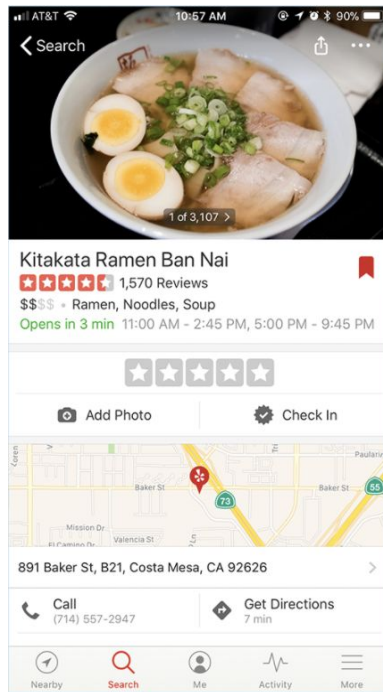 AT&T 10:57 AM 90%
Search
1 of 3,107 >
Kitakata Ramen Ban Nai
1,570 Reviews
$$$$ • Ramen, Noodles, Soup
Opens in 3 min 11:00 AM - 2:45 PM, 5:00 PM - 9:45 PM
Add Photo Check In
Baker St
Baker St
55
73
Mission Dr
Valencia St
El Camino Dr
891 Baker St, B21, Costa Mesa, CA 92626
Call Get Directions
(714) 557-2947 7 min
Nearby Search Me Activity More